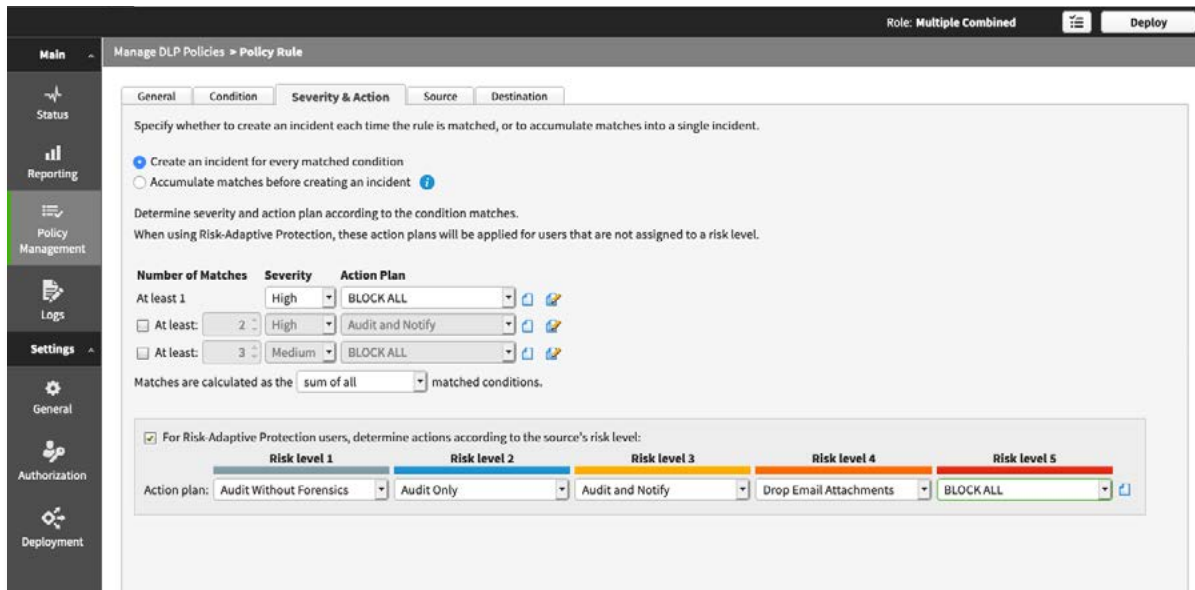 Role: Multiple Combined
Deploy
Main
Manage DLP Policies > Policy Rule
Status
Reporting
Policy
Management
Logs
Settings
General
Authorization
Deployment
General Condition Severity & Action Source Destination
Specify whether to create an incident each time the rule is matched, or to accumulate matches into a single incident.
Create an incident for every matched condition
Accumulate matches before creating an incident i
Determine severity and action plan according to the condition matches.
When using Risk-Adaptive Protection, these action plans will be applied for users that are not assigned to a risk level.
Number of Matches Severity Action Plan
At least 1 High BLOCK ALL
At least: 2 High Audit and Notify
At least: 3 Medium BLOCK ALL
Matches are calculated as the sum of all matched conditions.
For Risk-Adaptive Protection users, determine actions according to the source's risk level:
Risk level 1 Risk level 2 Risk level 3 Risk level 4 Risk level 5
Action plan: Audit Without Forensics Audit Only Audit and Notify Drop Email Attachments BLOCK ALL